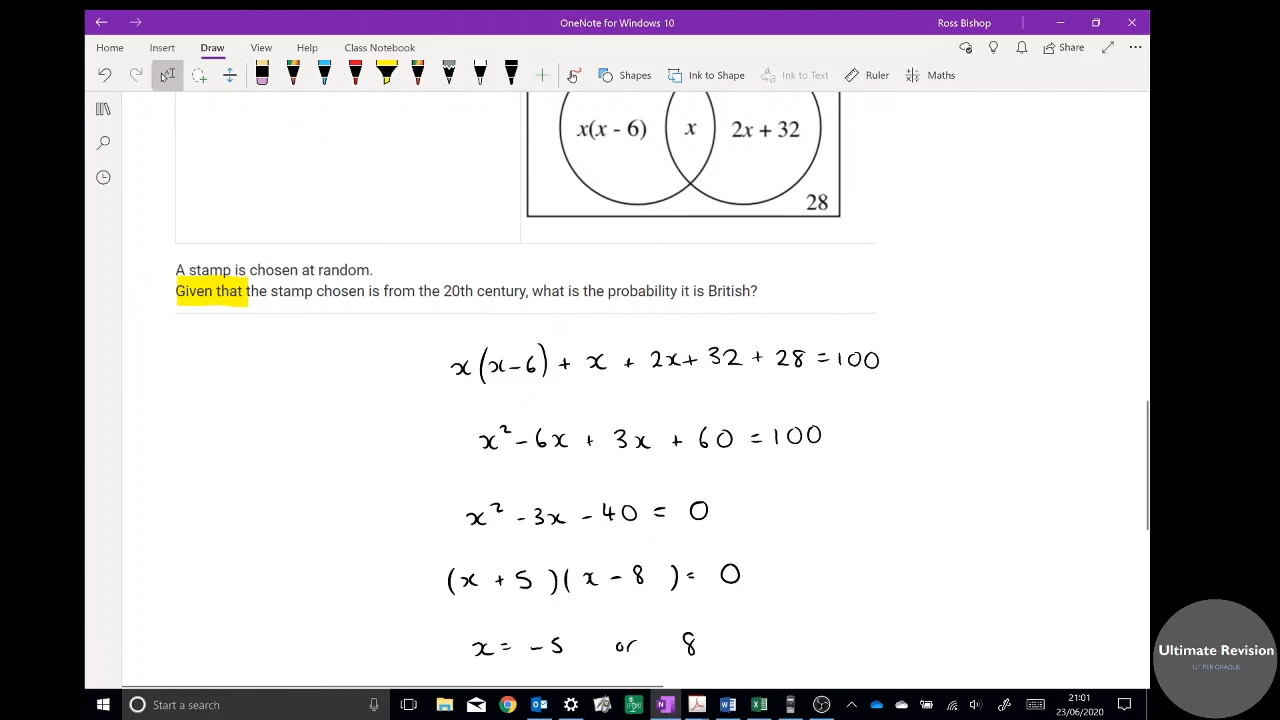 OneNote for Windows 10
Ross Bishop
Home Insert Draw View Help Class Notebook
Share
Shapes Ink to Shape Ink to Text Ruler Maths
x(x - 6) x 2x + 32
28
A stamp is chosen at random.
Given that the stamp chosen is from the 20th century, what is the probability it is British?
x(x-6) + x + 2x + 32 + 28 = 100
x² - 6x + 3x + 60 = 100
x² - 3x - 40 = 0
(x + 5)(x - 8) = 0
x = -5 or 8
Ultimate Revision
UT PER GRADUS
Start a search
21:01
23/06/2020